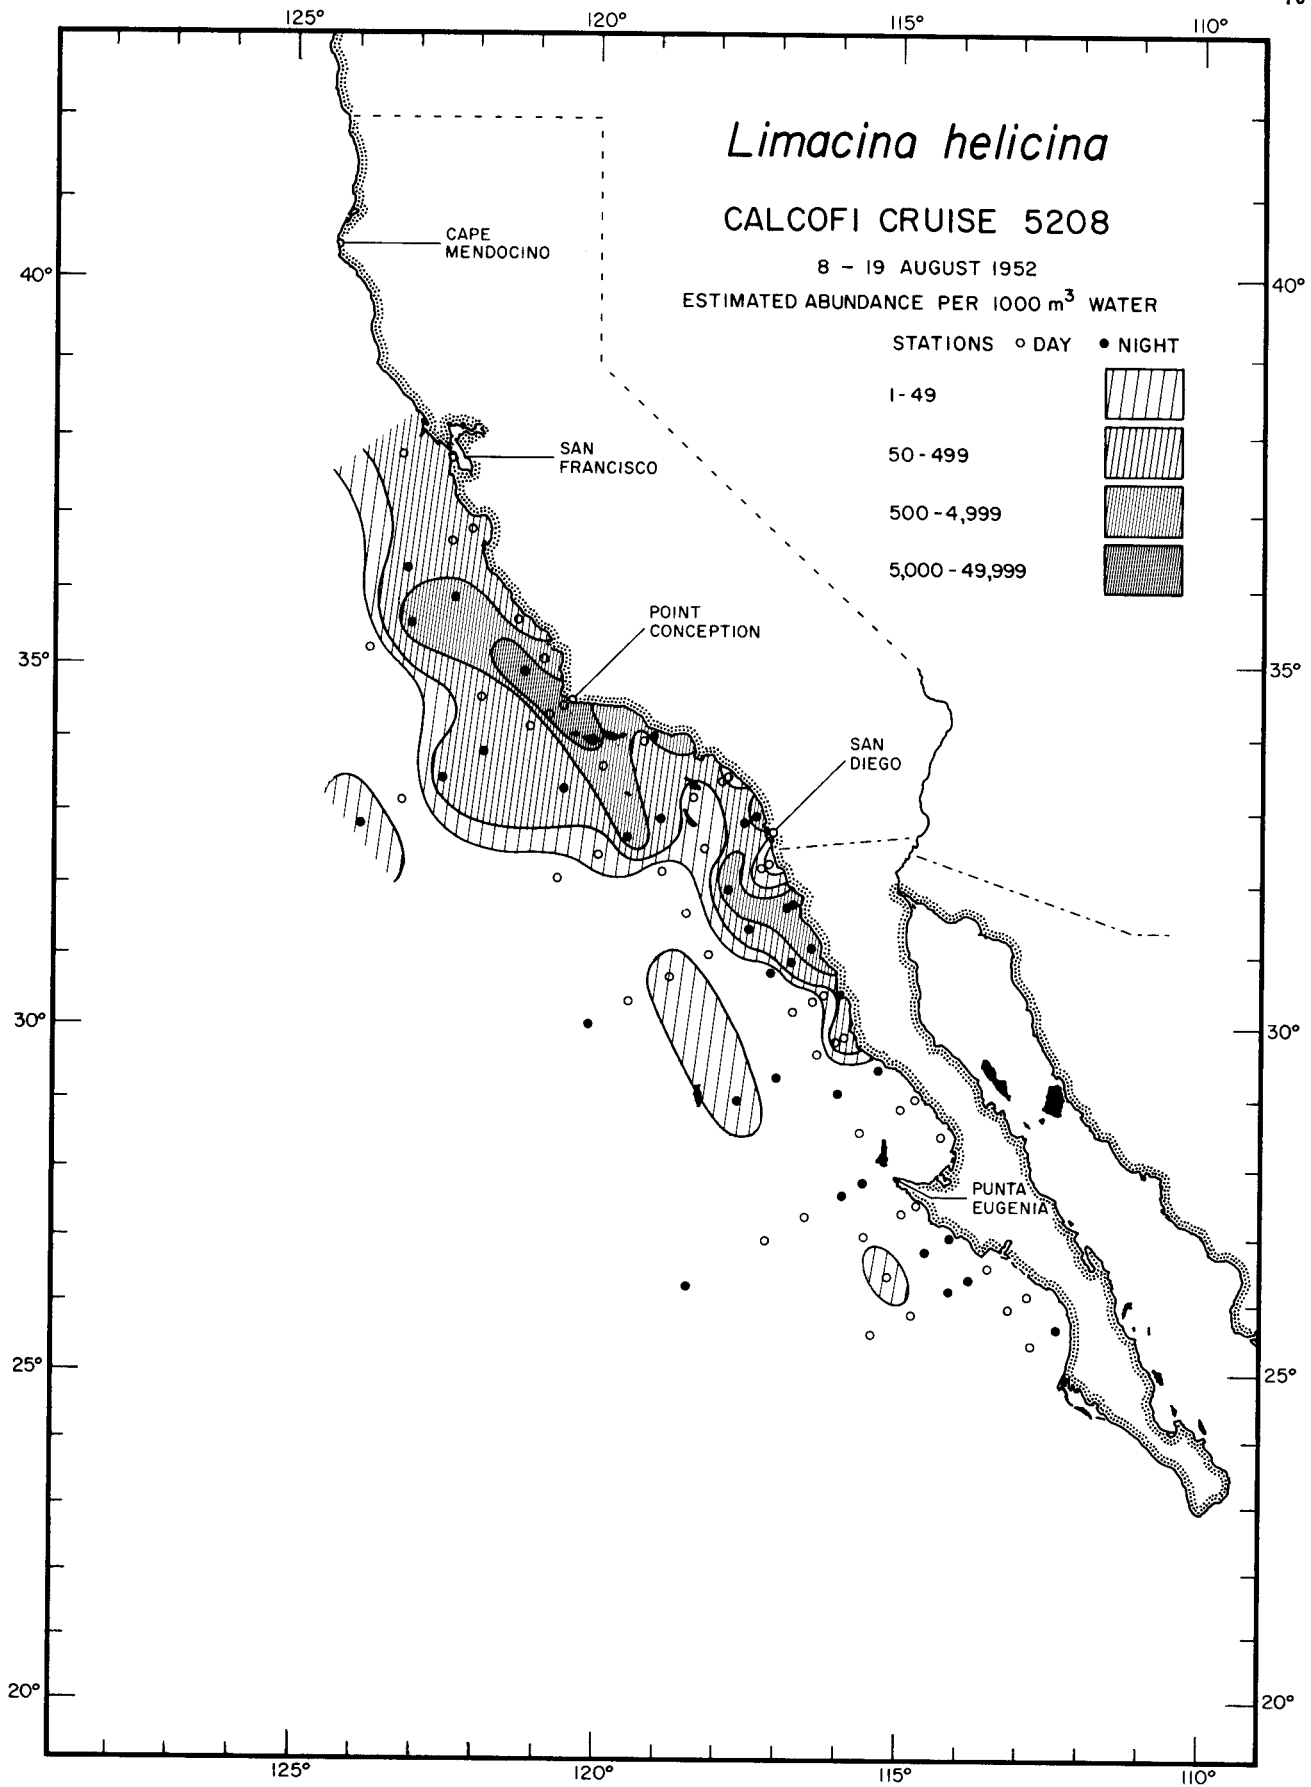 125°
120°
115°
110°
Limacina helicina
CALCOFI CRUISE 5208
8 - 19 AUGUST 1952
ESTIMATED ABUNDANCE PER 1000 m³ WATER
STATIONS ○ DAY ● NIGHT
1-49
50-499
500-4,999
5,000-49,999
CAPE
MENDOCINO
40°
40°
SAN
FRANCISCO
POINT
CONCEPTION
35°
35°
SAN
DIEGO
30°
30°
PUNTA
EUGENIA
25°
25°
20°
20°
125°
120°
115°
110°